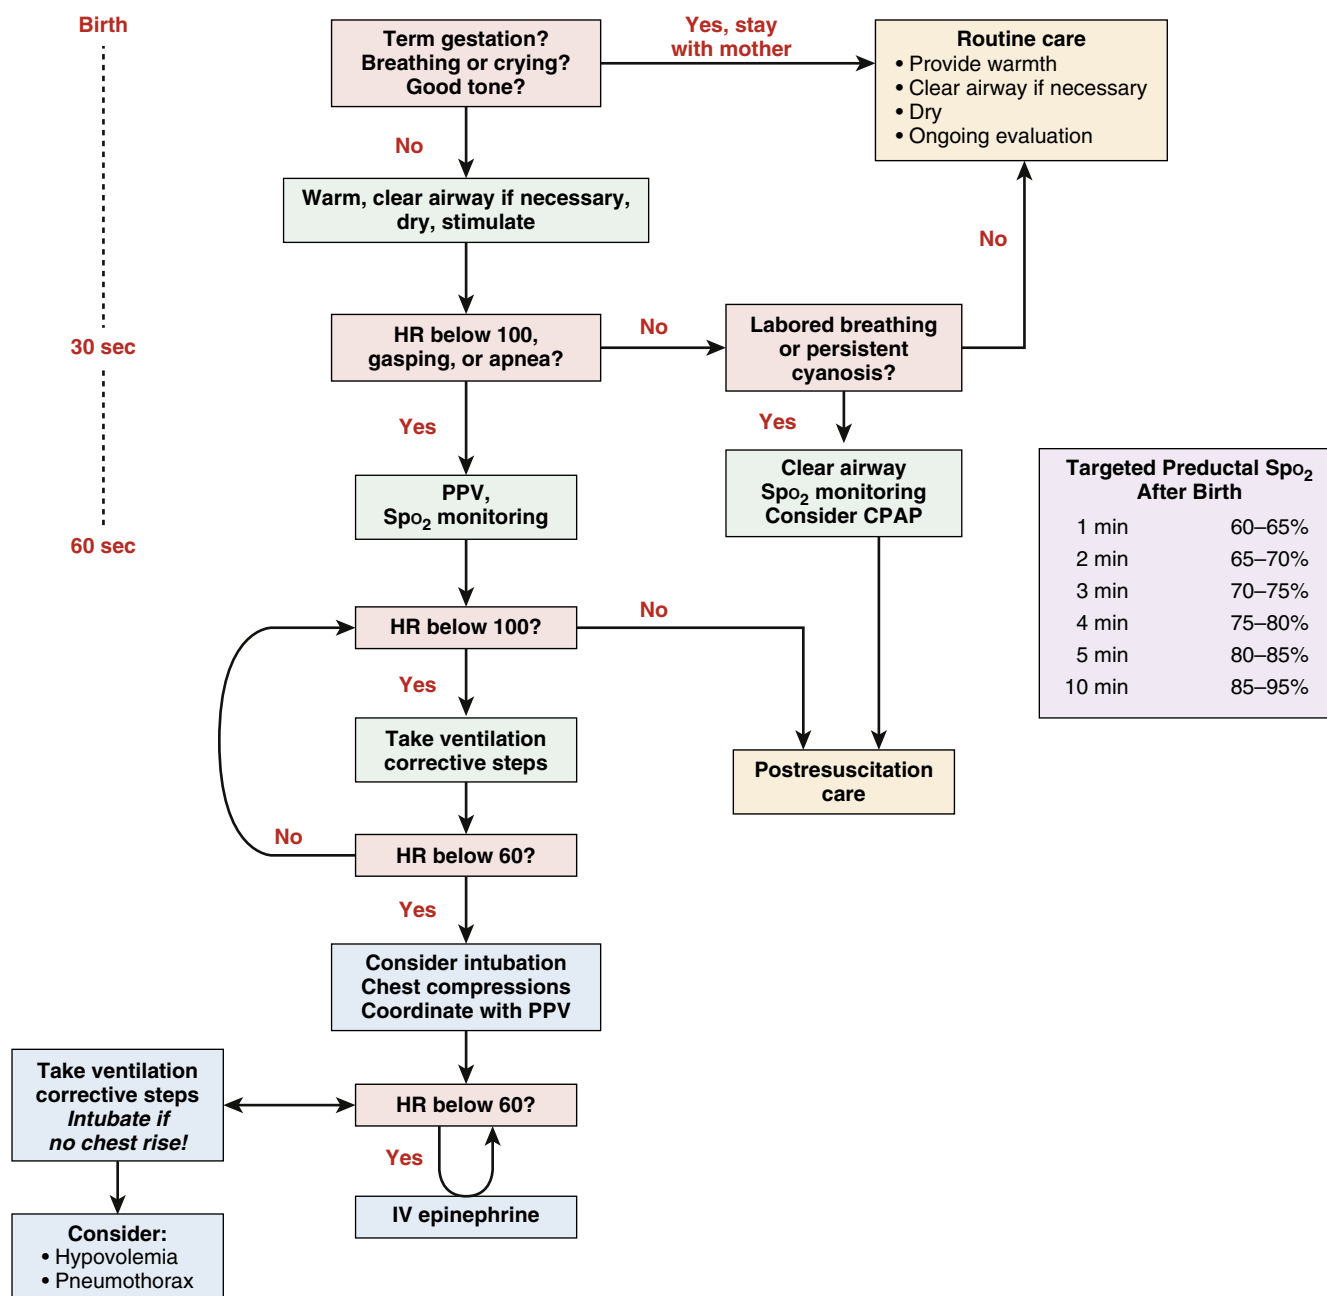 Birth
Term gestation?
Breathing or crying?
Good tone?
Yes, stay
with mother
Routine care
• Provide warmth
• Clear airway if necessary
• Dry
• Ongoing evaluation
No
Warm, clear airway if necessary,
dry, stimulate
No
30 sec
HR below 100,
gasping, or apnea?
No
Labored breathing
or persistent
cyanosis?
Yes
Yes
PPV,
Spo₂ monitoring
Clear airway
Spo₂ monitoring
Consider CPAP
60 sec
Targeted Preductal Spo₂
After Birth
1 min 60–65%
2 min 65–70%
3 min 70–75%
4 min 75–80%
5 min 80–85%
10 min 85–95%
HR below 100?
No
Yes
Take ventilation
corrective steps
Postresuscitation
care
No
HR below 60?
Yes
Consider intubation
Chest compressions
Coordinate with PPV
Take ventilation
corrective steps
Intubate if
no chest rise!
HR below 60?
Yes
IV epinephrine
Consider:
• Hypovolemia
• Pneumothorax